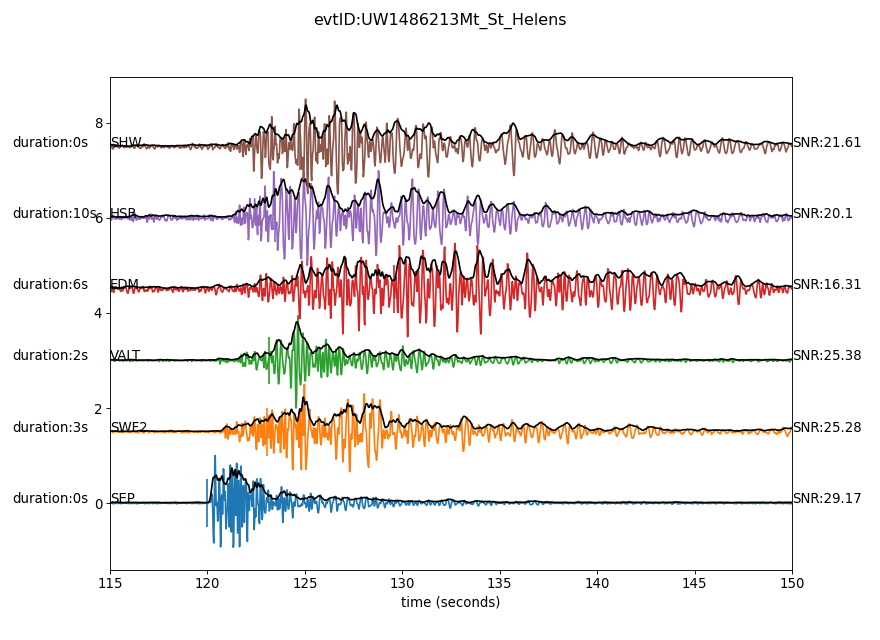 evtID:UW1486213Mt_St_Helens
8
duration:0s SHW SNR:21.61
duration:10s 6 HSR SNR:20.1
duration:6s EDM SNR:16.31
4
duration:2s VALT SNR:25.38
2
duration:3s SWF2 SNR:25.28
duration:0s 0 SEP SNR:29.17
115 120 125 130 135 140 145 150
time (seconds)